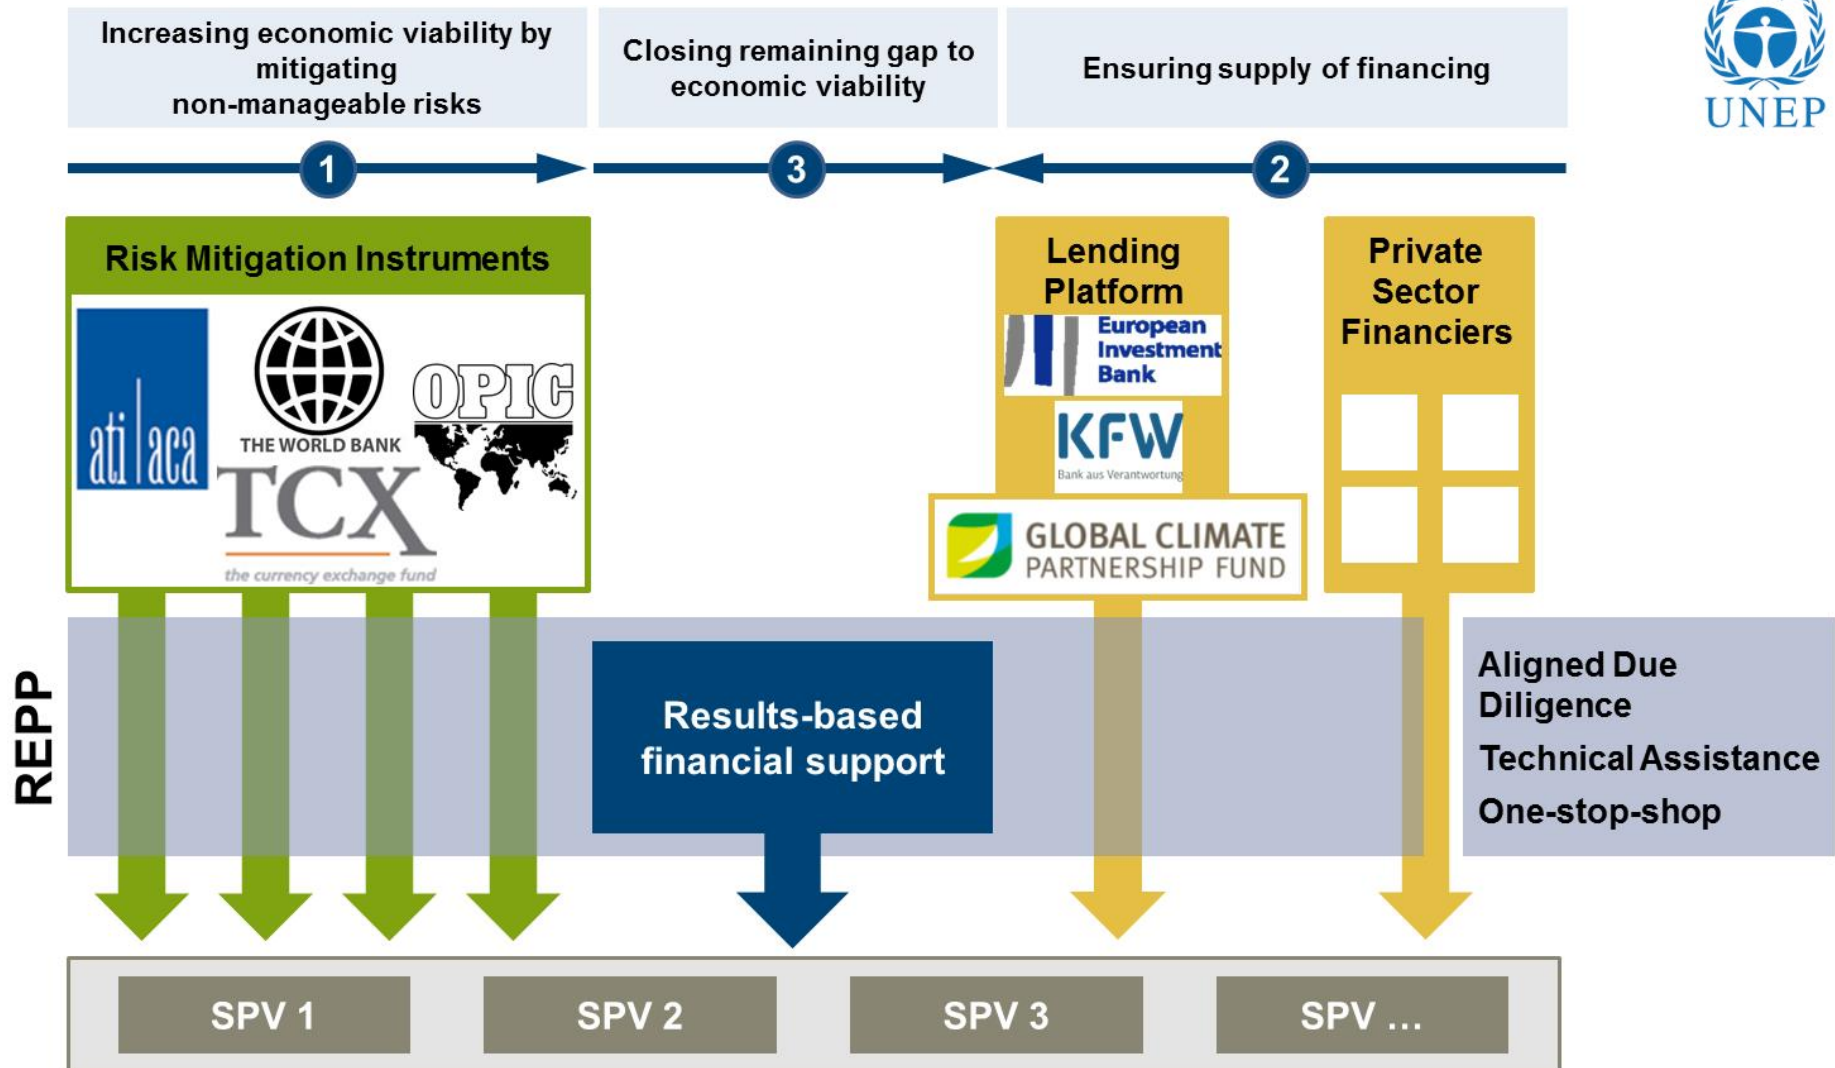 Increasing economic viability by
mitigating
non-manageable risks
Closing remaining gap to
economic viability
Ensuring supply of financing
UNEP
1
3
2
Risk Mitigation Instruments
ati aca
THE WORLD BANK
OPIC
TCX
the currency exchange fund
Lending
Platform
European
Investment
Bank
KFW
Bank aus Verantwortung
GLOBAL CLIMATE
PARTNERSHIP FUND
Private
Sector
Financiers
REPP
Results-based
financial support
Aligned Due
Diligence
Technical Assistance
One-stop-shop
SPV 1
SPV 2
SPV 3
SPV …